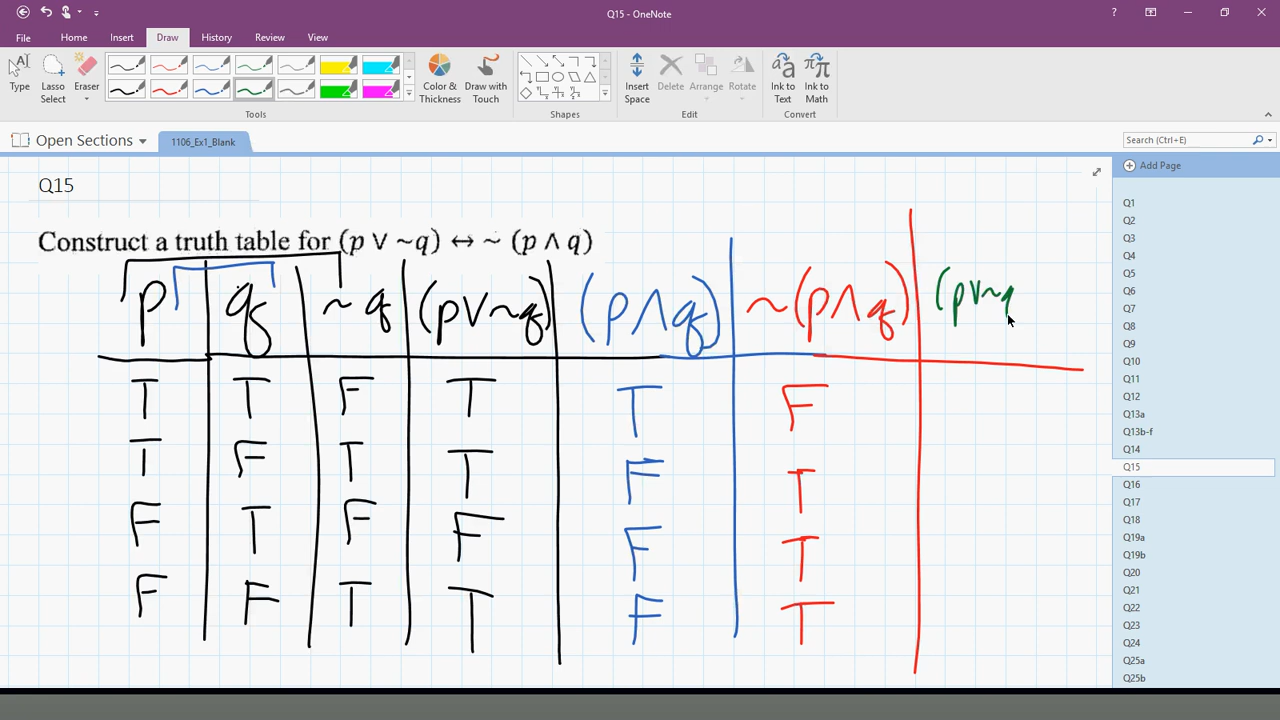 Q15 - OneNote
File Home Insert Draw History Review View
Type Lasso Select Eraser Color & Thickness Draw with Touch Insert Space Delete Arrange Rotate Ink to Text Ink to Math
Tools Shapes Edit Convert
Open Sections 1106_Ex1_Blank Search (Ctrl+E)
Add Page
Q15
Construct a truth table for (p ∨ ~q) ↔ ~ (p ∧ q)
p q ~q (p∨~q) (p∧q) ~(p∧q) (p∨~q
T T F T T F
T F T T F T
F T F F F T
F F T T F T
Q1
Q2
Q3
Q4
Q5
Q6
Q7
Q8
Q9
Q10
Q11
Q12
Q13a
Q13b-f
Q14
Q15
Q16
Q17
Q18
Q19a
Q19b
Q20
Q21
Q22
Q23
Q24
Q25a
Q25b